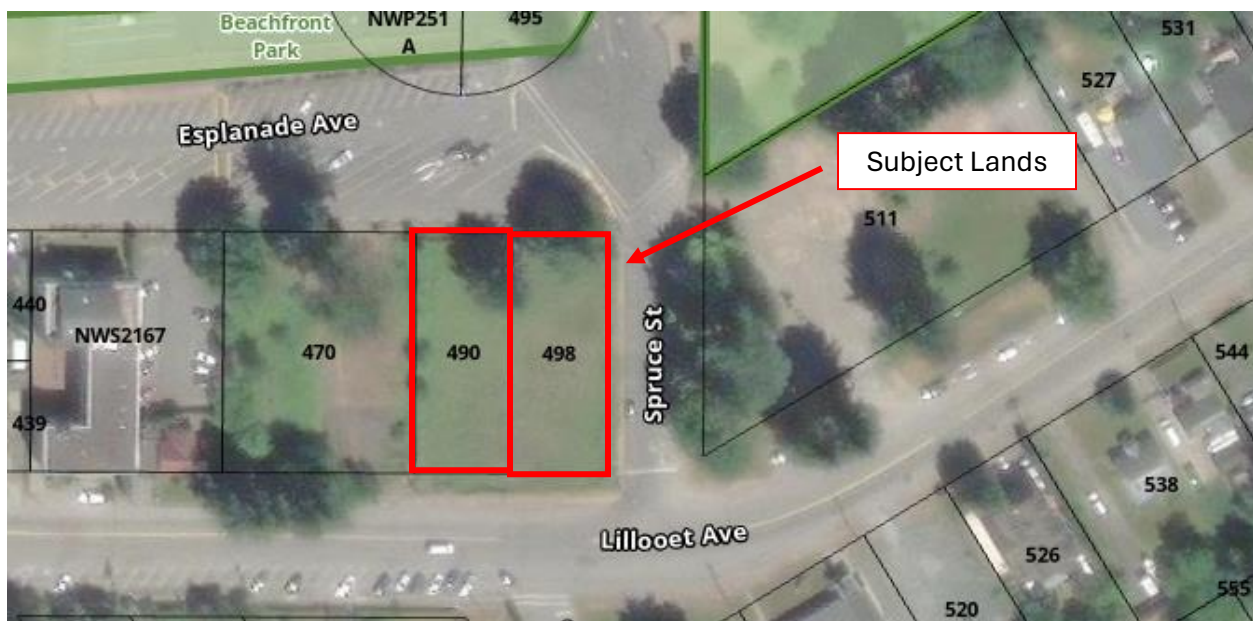 Beachfront
Park
NWP251
A
495
531
527
Esplanade Ave
Subject Lands
511
440
NWS2167
470
490
498
Spruce St
544
439
538
Lillooet Ave
526
555
520